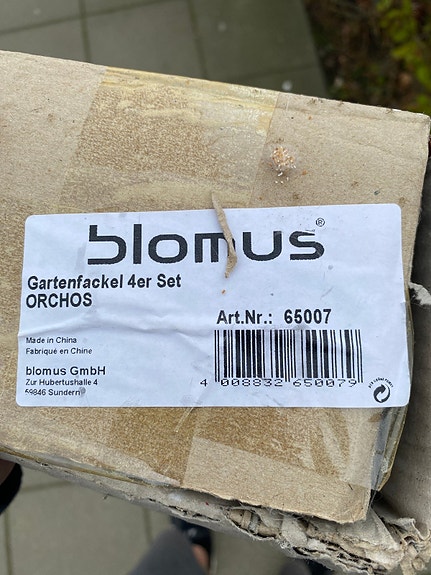 blomus®
Gartenfackel 4er Set
ORCHOS
Art.Nr.: 65007
Made in China
Fabriqué en Chine
blomus GmbH
Zur Hubertushalle 4
59846 Sundern
4 008832 650079